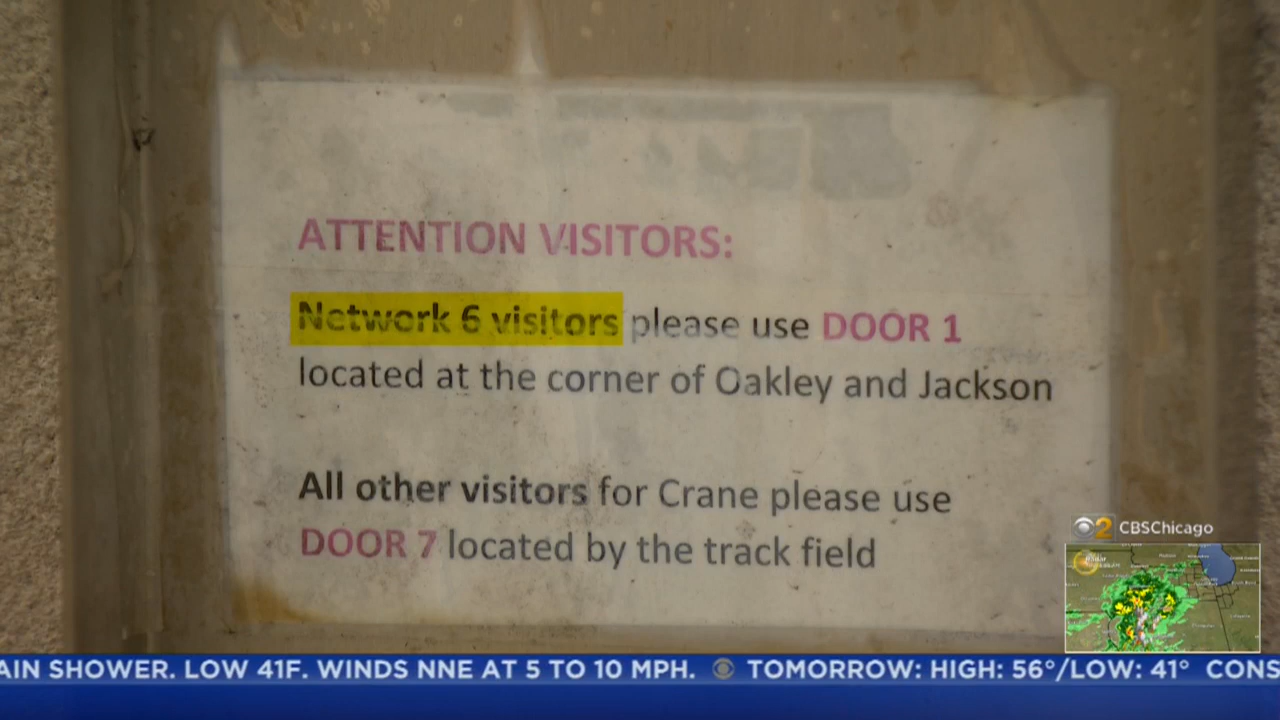 ATTENTION VISITORS:
Network 6 visitors please use DOOR 1
located at the corner of Oakley and Jackson
All other visitors for Crane please use
DOOR 7 located by the track field
2 CBSChicago
AIN SHOWER. LOW 41F. WINDS NNE AT 5 TO 10 MPH. TOMORROW: HIGH: 56°/LOW: 41° CONS